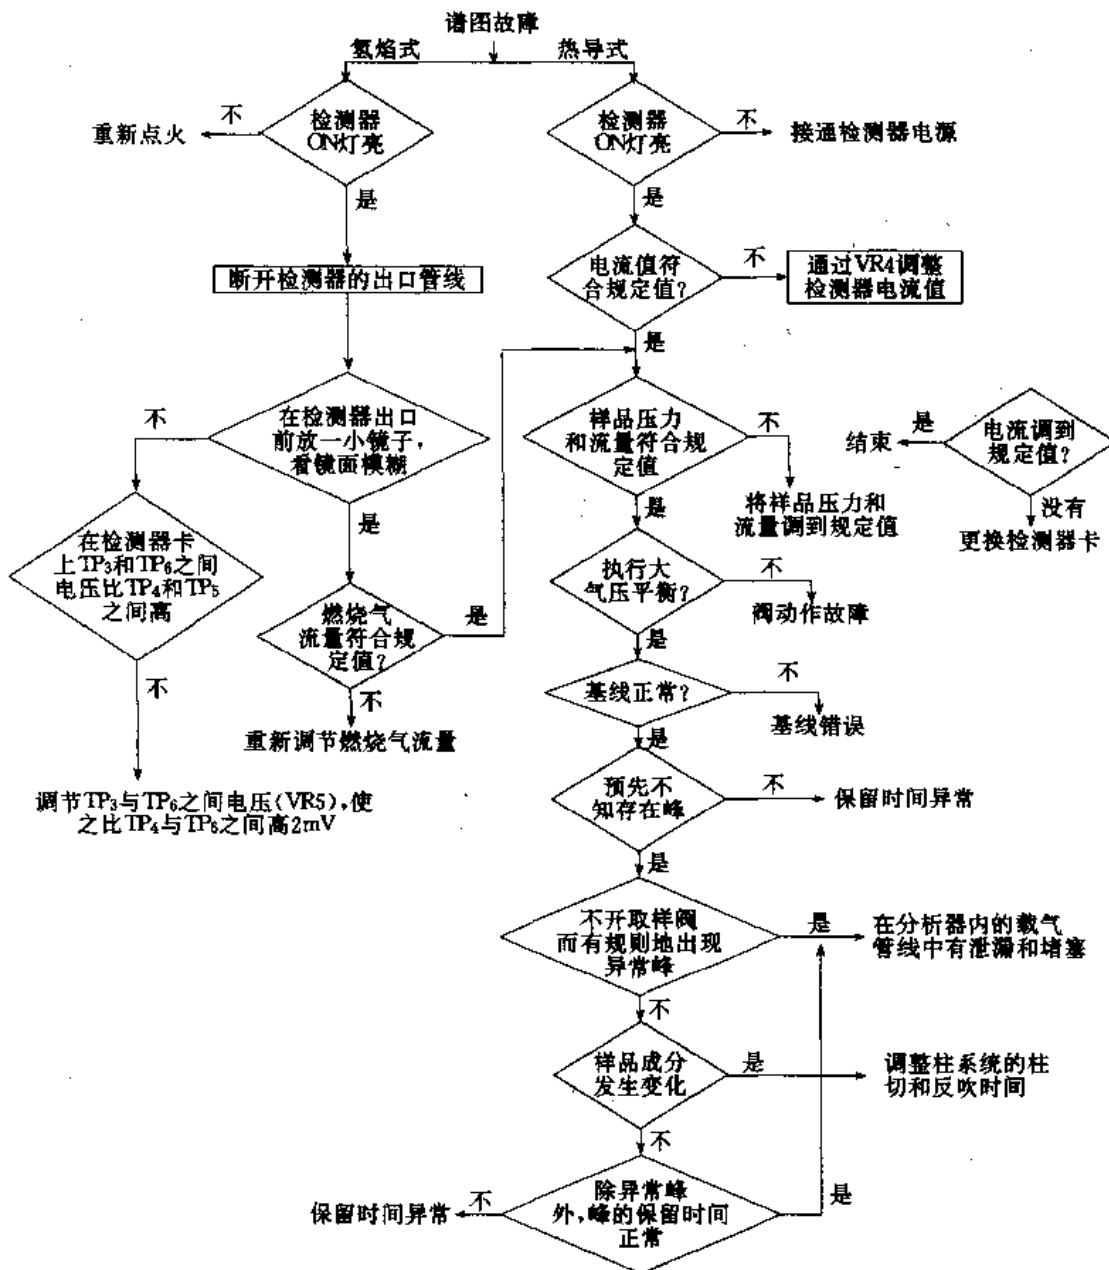 谱图故障
氢焰式
热导式
检测器
ON灯亮
不
重新点火
检测器
ON灯亮
不
接通检测器电源
是
是
断开检测器的出口管线
电流值符
合规定值?
不
通过VR4调整
检测器电流值
是
在检测器出口
前放一小镜子,
看镜面模糊
不
是
样品压力
和流量符合规
定值
不
将样品压力和
流量调到规定值
是
电流调到
规定值?
是
结束
没有
更换检测器卡
在检测器卡
上TP₃和TP₆之间
电压比TP₄和TP₅
之间高
不
调节TP₃与TP₆之间电压(VR5),使
之比TP₄与TP₅之间高2mV
燃烧气
流量符合规
定值?
是
不
重新调节燃烧气流量
执行大
气压平衡?
不
阀动作故障
是
基线正常?
不
基线错误
是
预先不
知存在峰
不
保留时间异常
是
不开取样阀
而有规则地出现
异常峰
是
在分析器内的载气
管线中有泄漏和堵塞
不
样品成分
发生变化
是
调整柱系统的柱
切和反吹时间
不
除异常峰
外,峰的保留时间
正常
不
保留时间异常
是